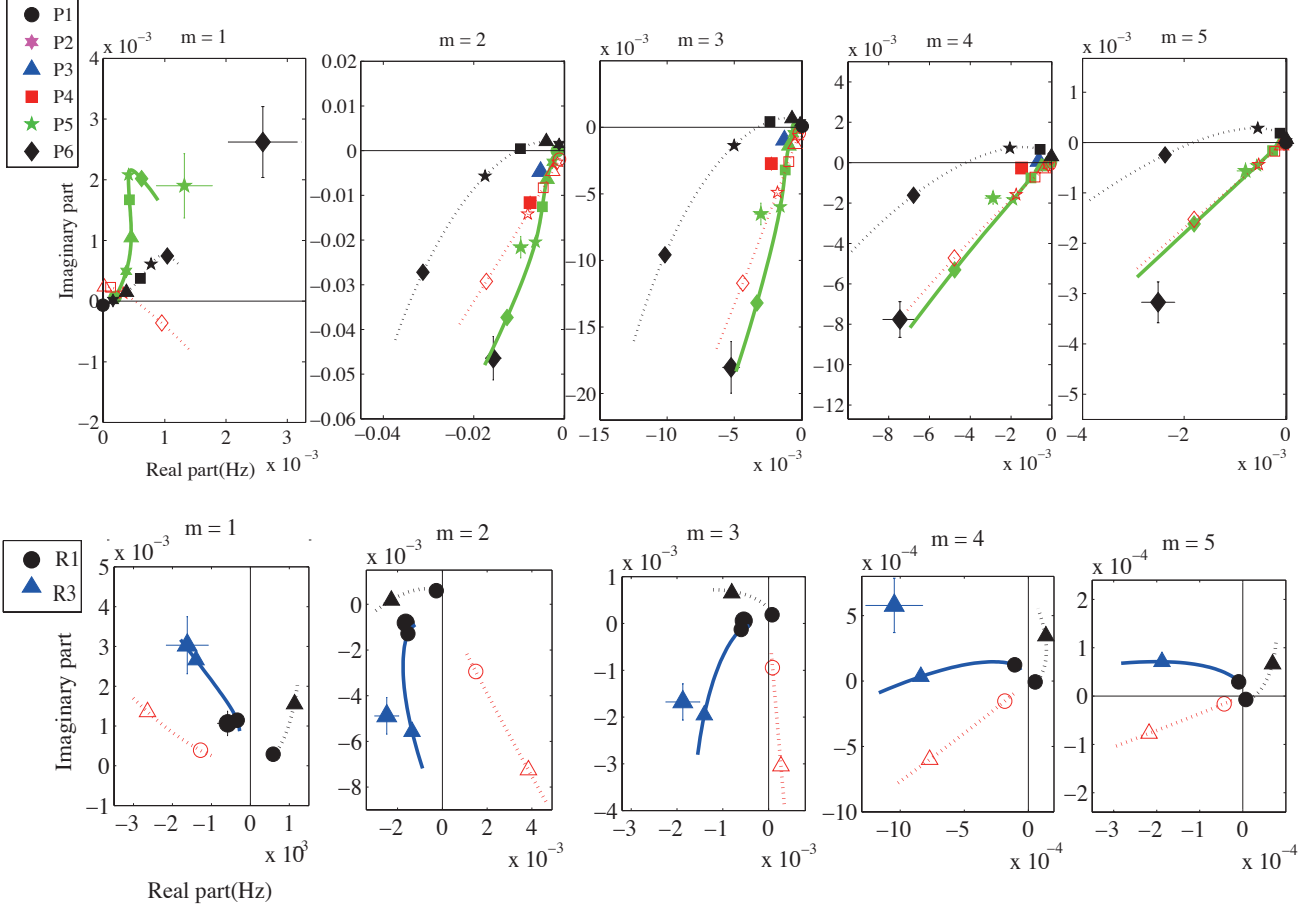 P1
P2
P3
P4
P5
P6
m = 1
m = 2
m = 3
m = 4
m = 5
x 10⁻³
x 10⁻³
x 10⁻³
x 10⁻³
Imaginary part
4
3
2
1
0
−1
−2
0 1 2 3
Real part(Hz)
x 10⁻³
0.02
0.01
0
−0.01
−0.02
−0.03
−0.04
−0.05
−0.06
−0.04 −0.02 0
0
−5
−10
−15
−20
−15 −10 −5 0
x 10⁻³
4
2
0
−2
−4
−6
−8
−10
−12
−8 −6 −4 −2 0
x 10⁻³
1
0
−1
−2
−3
−4
−5
−4 −2 0
x 10⁻³
R1
R3
m = 1
m = 2
m = 3
m = 4
m = 5
x 10⁻³
x 10⁻³
x 10⁻³
x 10⁻⁴
x 10⁻⁴
Imaginary part
5
4
3
2
1
0
−1
−3 −2 −1 0 1
x 10⁻³
Real part(Hz)
0
−2
−4
−6
−8
−2 0 2 4
x 10⁻³
1
0
−1
−2
−3
−4
−3 −2 −1 0
x 10⁻³
5
0
−5
−10
−10 −5 0
x 10⁻⁴
2
1
0
−1
−2
−3 −2 −1 0
x 10⁻⁴